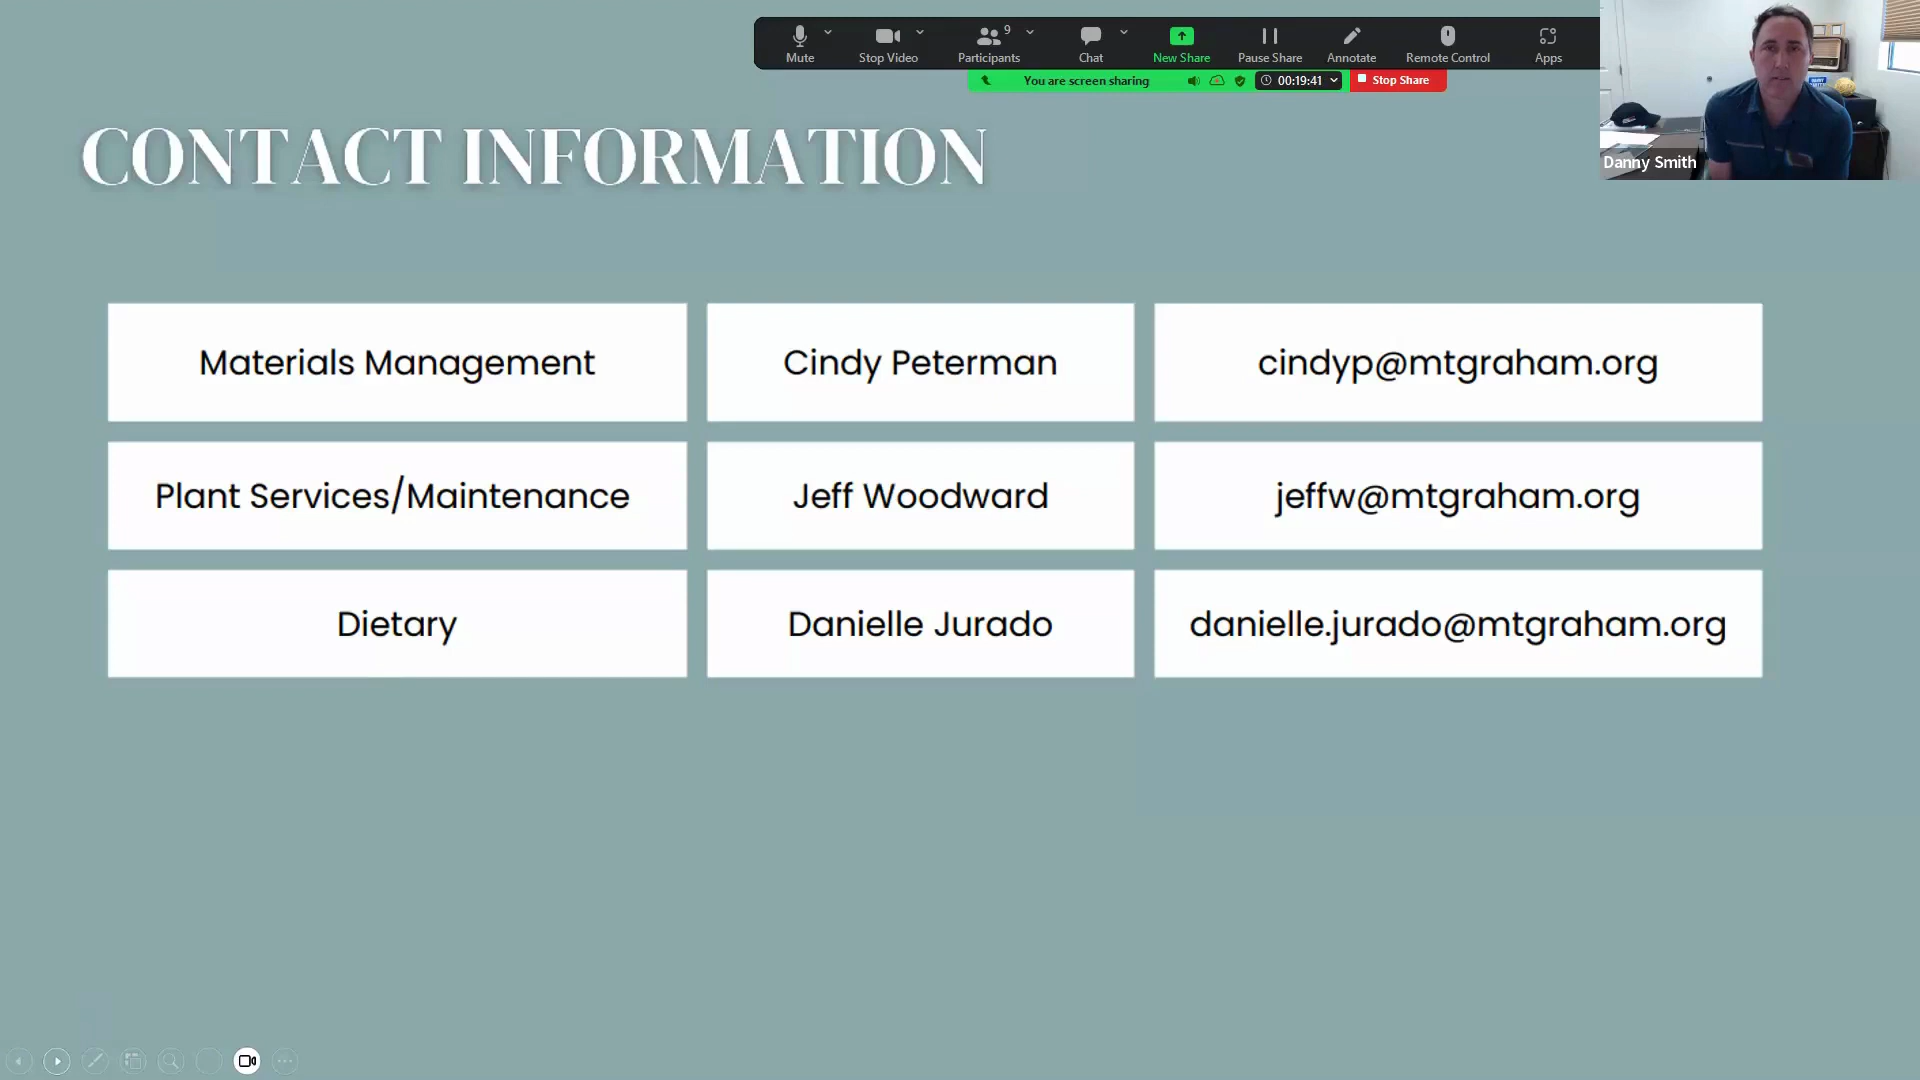 Mute
Stop Video
9
Participants
Chat
New Share
Pause Share
Annotate
Remote Control
Apps
You are screen sharing
00:19:41
Stop Share
Danny Smith
CONTACT INFORMATION
Materials Management
Cindy Peterman
cindyp@mtgraham.org
Plant Services/Maintenance
Jeff Woodward
jeffw@mtgraham.org
Dietary
Danielle Jurado
danielle.jurado@mtgraham.org